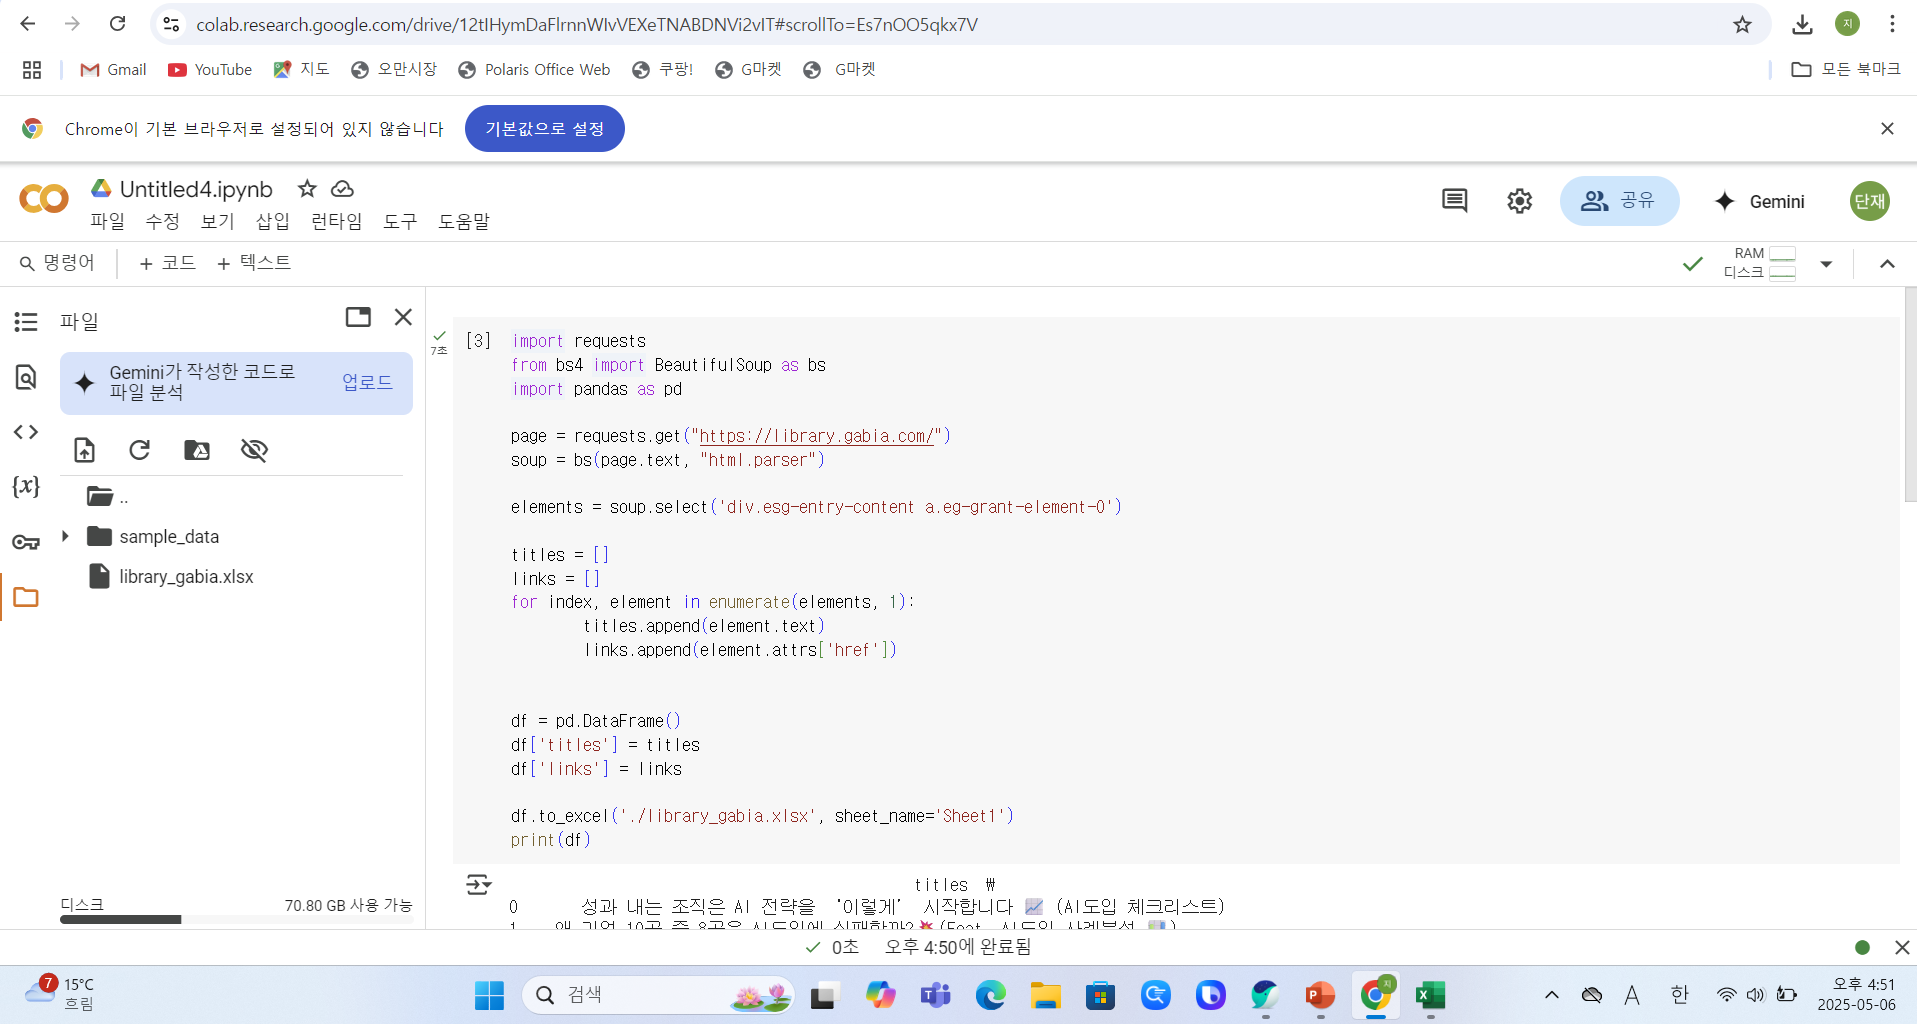 colab.research.google.com/drive/12tIHymDaFlrnnWIvVEXeTNABDNVi2vIT#scrollTo=Es7nOO5qkx7V
지
Gmail YouTube 지도 오만시장 Polaris Office Web 쿠팡! G마켓 G마켓 모든 북마크
Chrome이 기본 브라우저로 설정되어 있지 않습니다 기본값으로 설정
Untitled4.ipynb
파일 수정 보기 삽입 런타임 도구 도움말
공유 Gemini 단재
명령어 + 코드 + 텍스트
RAM
디스크
파일
Gemini가 작성한 코드로
파일 분석
업로드
..
sample_data
library_gabia.xlsx
디스크 70.80 GB 사용 가능
7초
[3] import requests
from bs4 import BeautifulSoup as bs
import pandas as pd
page = requests.get("https://library.gabia.com/")
soup = bs(page.text, "html.parser")
elements = soup.select('div.esg-entry-content a.eg-grant-element-0')
titles = []
links = []
for index, element in enumerate(elements, 1):
titles.append(element.text)
links.append(element.attrs['href'])
df = pd.DataFrame()
df['titles'] = titles
df['links'] = links
df.to_excel('./library_gabia.xlsx', sheet_name='Sheet1')
print(df)
titles ₩
0 성과 내는 조직은 AI 전략을 ‘이렇게’ 시작합니다 📈 (AI도입 체크리스트)
0초 오후 4:50에 완료됨
7 15°C
흐림
검색
지
A 한
오후 4:51
2025-05-06